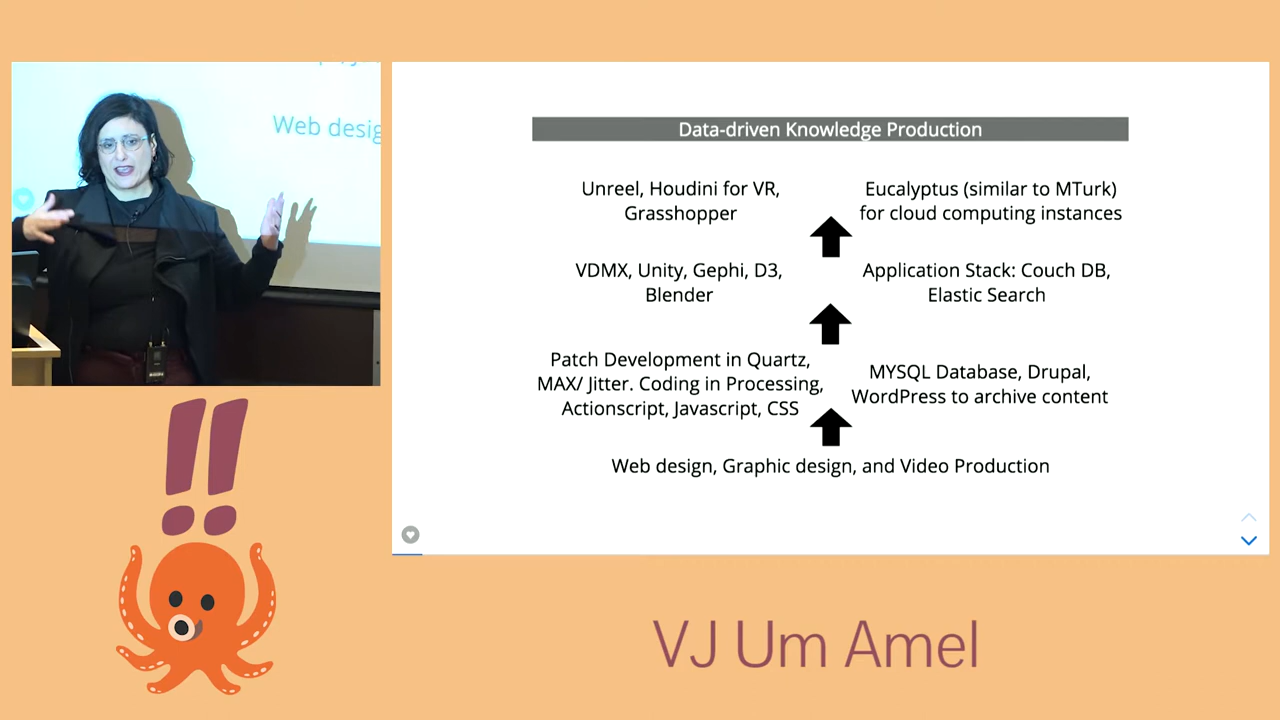 Web desig
Data-driven Knowledge Production
Unreel, Houdini for VR,
Grasshopper
Eucalyptus (similar to MTurk)
for cloud computing instances
VDMX, Unity, Gephi, D3,
Blender
Application Stack: Couch DB,
Elastic Search
Patch Development in Quartz,
MAX/ Jitter. Coding in Processing,
Actionscript, Javascript, CSS
MYSQL Database, Drupal,
WordPress to archive content
Web design, Graphic design, and Video Production
!!
VJ Um Amel